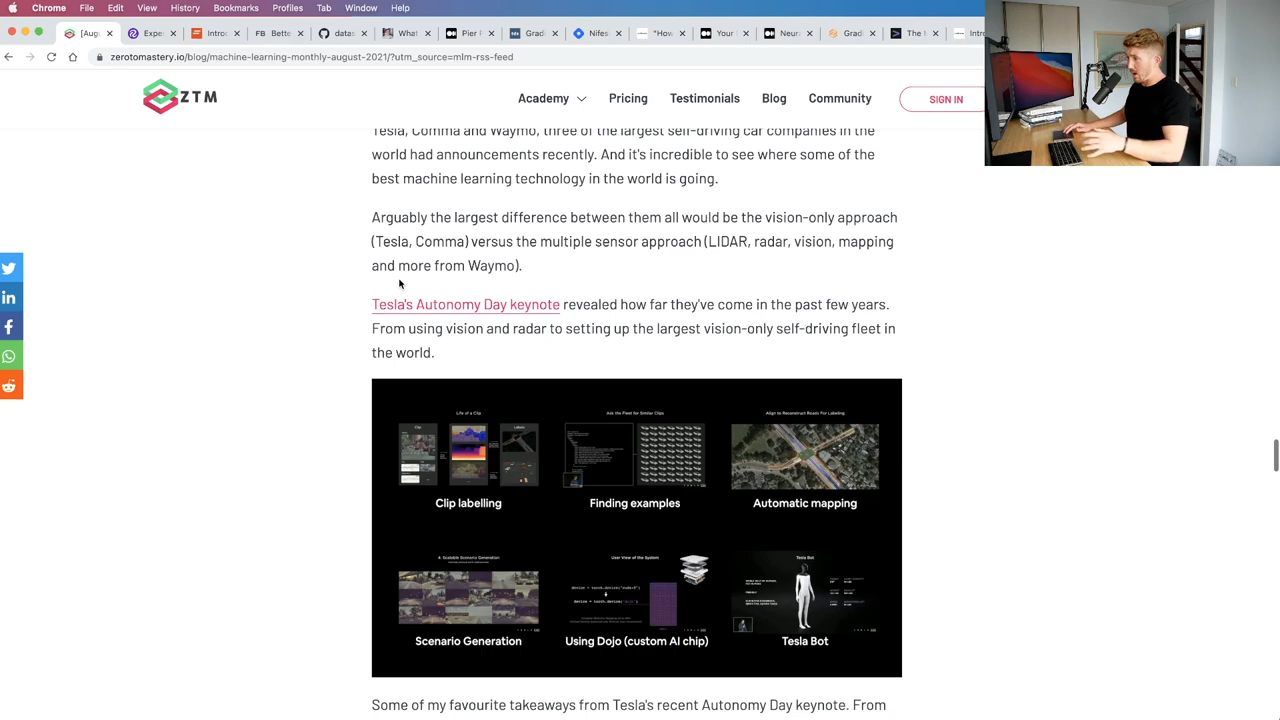 Chrome File Edit View History Bookmarks Profiles Tab Window Help
[Aug Exper Intro FB Bette datas What Pier Grade Nifes "How Your Neura Gradi The Intro
zerotomastery.io/blog/machine-learning-monthly-august-2021/?utm_source=mlm-rss-feed
ZTM Academy Pricing Testimonials Blog Community SIGN IN
Tesla, Comma and Waymo, three of the largest self-driving car companies in the
world had announcements recently. And it's incredible to see where some of the
best machine learning technology in the world is going.
Arguably the largest difference between them all would be the vision-only approach
(Tesla, Comma) versus the multiple sensor approach (LIDAR, radar, vision, mapping
and more from Waymo).
Tesla's Autonomy Day keynote revealed how far they've come in the past few years.
From using vision and radar to setting up the largest vision-only self-driving fleet in
the world.
Life of a Clip
Clip
Labels
Clip labelling
Ask the Fleet for Similar Clips
Finding examples
Align to Reconstruct Roads For Labeling
Automatic mapping
4. Scalable Scenario Generation
Scenario Generation
User View of the System
Using Dojo (custom AI chip)
Tesla Bot
Tesla Bot
Some of my favourite takeaways from Tesla's recent Autonomy Day keynote. From